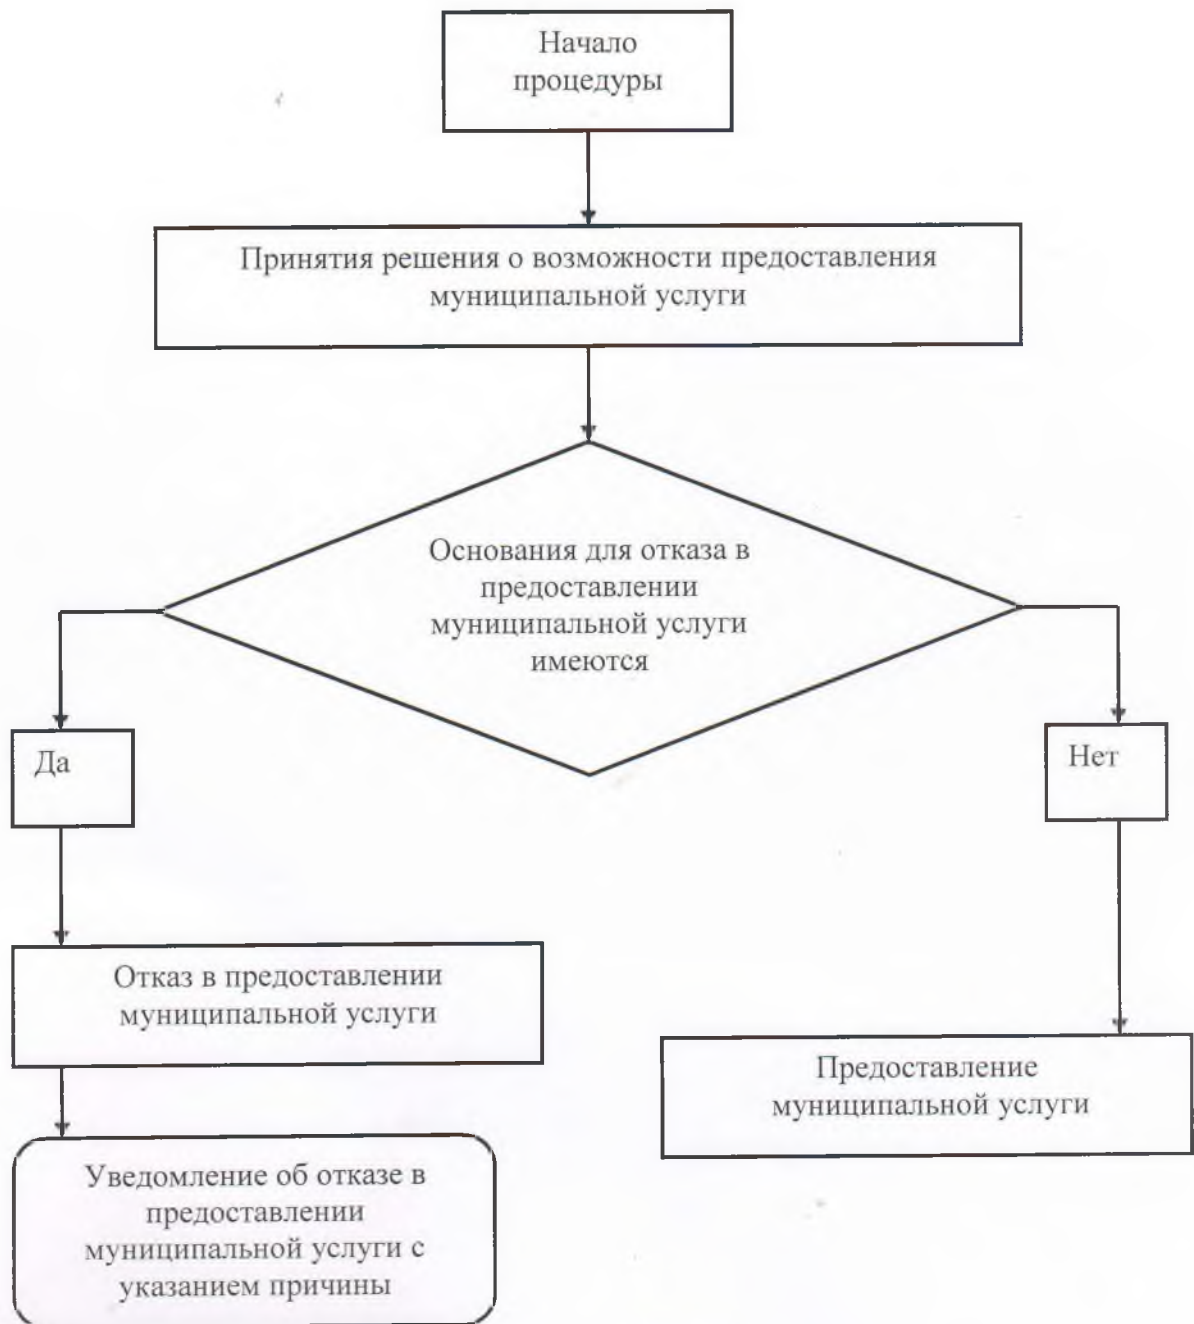 Начало
процедуры
Принятия решения о возможности предоставления
муниципальной услуги
Основания для отказа в
предоставлении
муниципальной услуги
имеются
Да
Нет
Отказ в предоставлении
муниципальной услуги
Предоставление
муниципальной услуги
Уведомление об отказе в
предоставлении
муниципальной услуги с
указанием причины